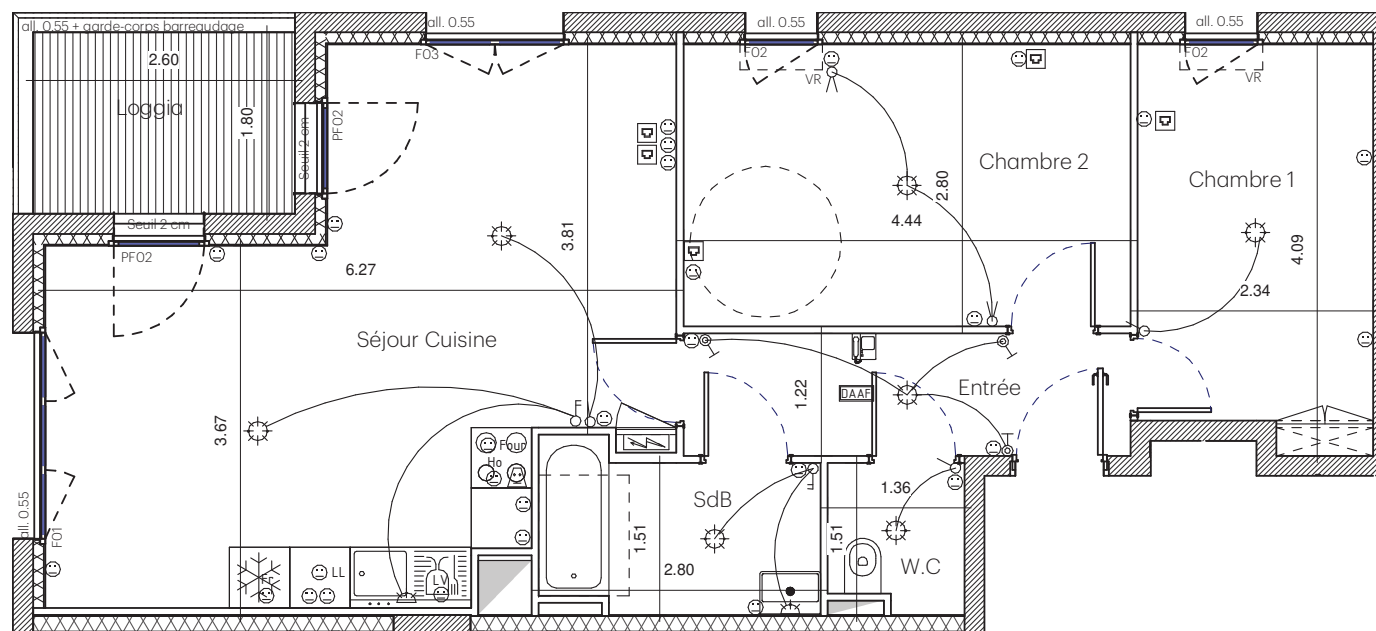 all. 0.55 + garde-corps barreaudage
all. 0.55
all. 0.55
all. 0.55
2.60
Loggia
1.80
Seuil 2 cm
PF02
F03
F02
VR
F02
VR
Seuil 2 cm
PF02
Chambre 2
2.80
4.44
Chambre 1
4.09
2.34
3.81
6.27
Séjour Cuisine
3.67
F
1.22
DAAF
Entrée
all. 0.55
F01
Four
Ho
SdB
1.51
2.80
F
1.36
1.51
W.C
Fr
LL
LV